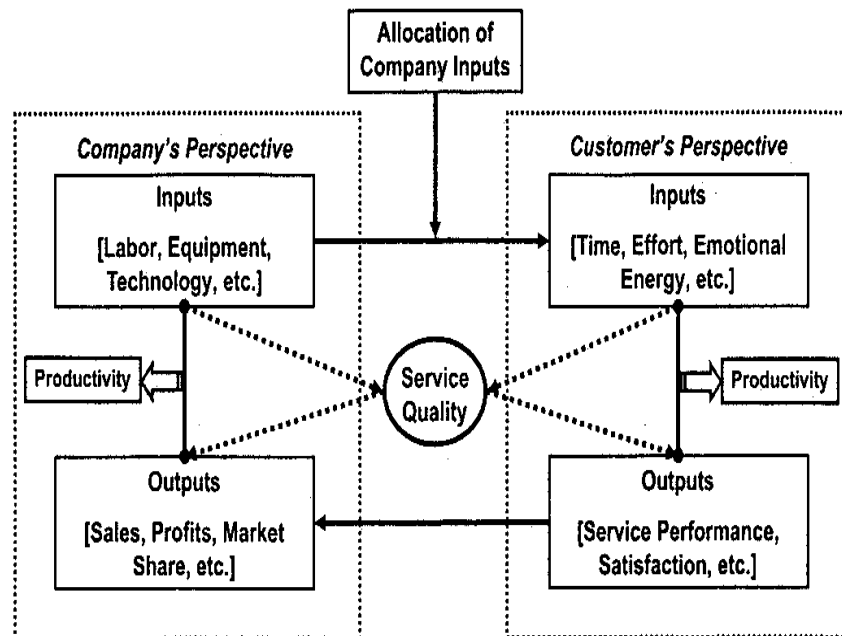 Allocation of
Company Inputs
Company's Perspective
Inputs
[Labor, Equipment,
Technology, etc.]
Customer's Perspective
Inputs
[Time, Effort, Emotional
Energy, etc.]
Productivity
Service
Quality
Productivity
Outputs
[Sales, Profits, Market
Share, etc.]
Outputs
[Service Performance,
Satisfaction, etc.]